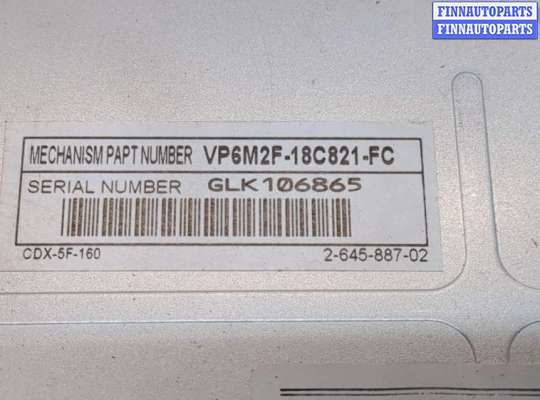 FINNAUTOPARTS
FINNAUTOPARTS
MECHANISM PAPT NUMBER VP6M2F-18C821-FC
SERIAL NUMBER GLK106865
CDX-5F-160 2-645-887-02